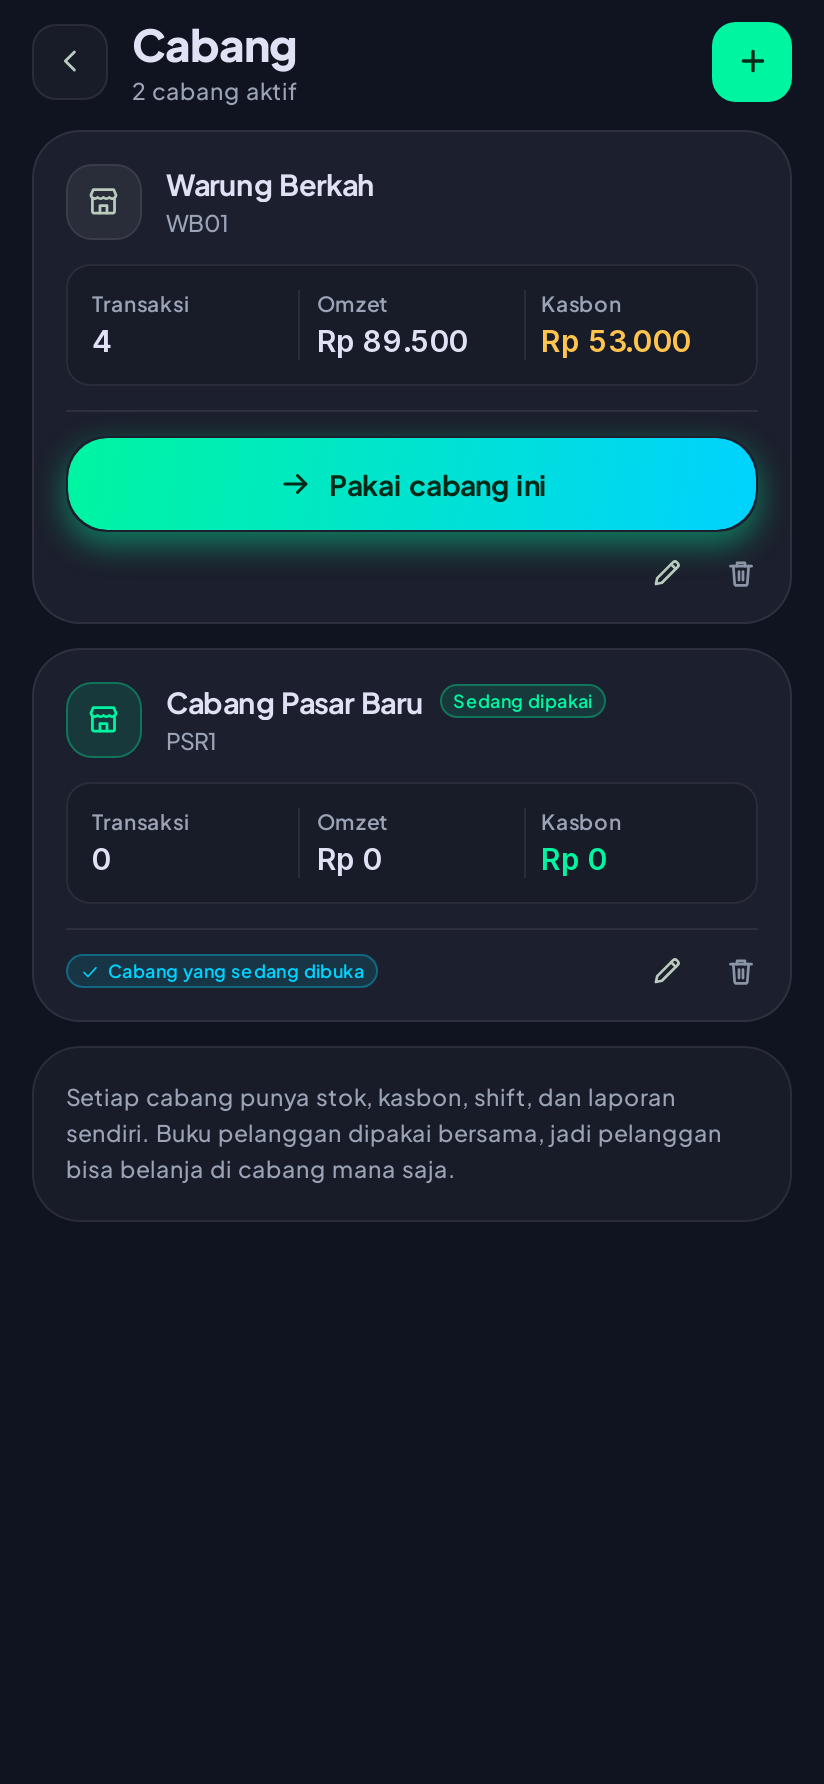 Cabang
2 cabang aktif
Warung Berkah
WB01
Transaksi
4
Omzet
Rp 89.500
Kasbon
Rp 53.000
Pakai cabang ini
Cabang Pasar Baru
Sedang dipakai
PSR1
Transaksi
0
Omzet
Rp 0
Kasbon
Rp 0
Cabang yang sedang dibuka
Setiap cabang punya stok, kasbon, shift, dan laporan
sendiri. Buku pelanggan dipakai bersama, jadi pelanggan
bisa belanja di cabang mana saja.